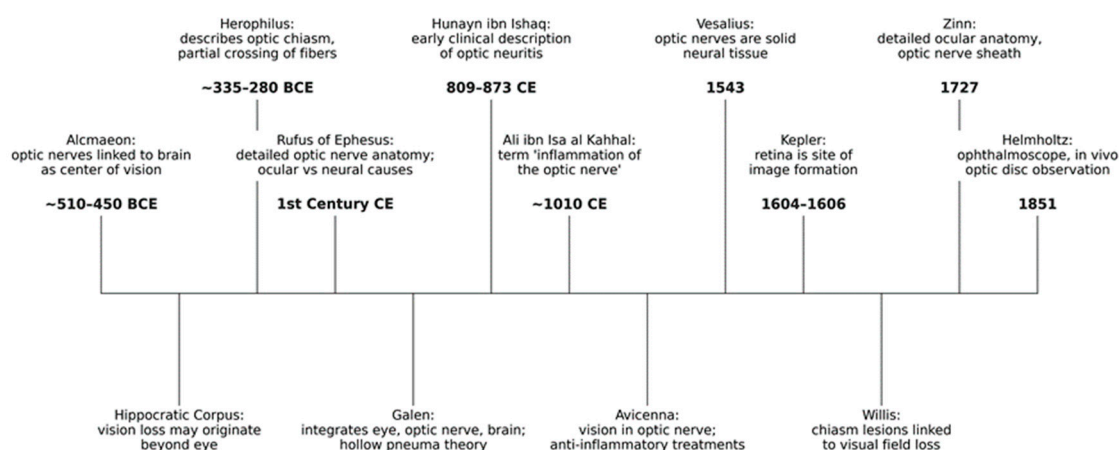 Herophilus:
describes optic chiasm,
partial crossing of fibers
~335–280 BCE
Hunayn ibn Ishaq:
early clinical description
of optic neuritis
809–873 CE
Vesalius:
optic nerves are solid
neural tissue
1543
Zinn:
detailed ocular anatomy,
optic nerve sheath
1727
Alcmaeon:
optic nerves linked to brain
as center of vision
~510–450 BCE
Rufus of Ephesus:
detailed optic nerve anatomy;
ocular vs neural causes
1st Century CE
Ali ibn Isa al Kahhal:
term 'inflammation of
the optic nerve'
~1010 CE
Kepler:
retina is site of
image formation
1604–1606
Helmholtz:
ophthalmoscope, in vivo
optic disc observation
1851
Hippocratic Corpus:
vision loss may originate
beyond eye
Galen:
integrates eye, optic nerve, brain;
hollow pneuma theory
Avicenna:
vision in optic nerve;
anti-inflammatory treatments
Willis:
chiasm lesions linked
to visual field loss